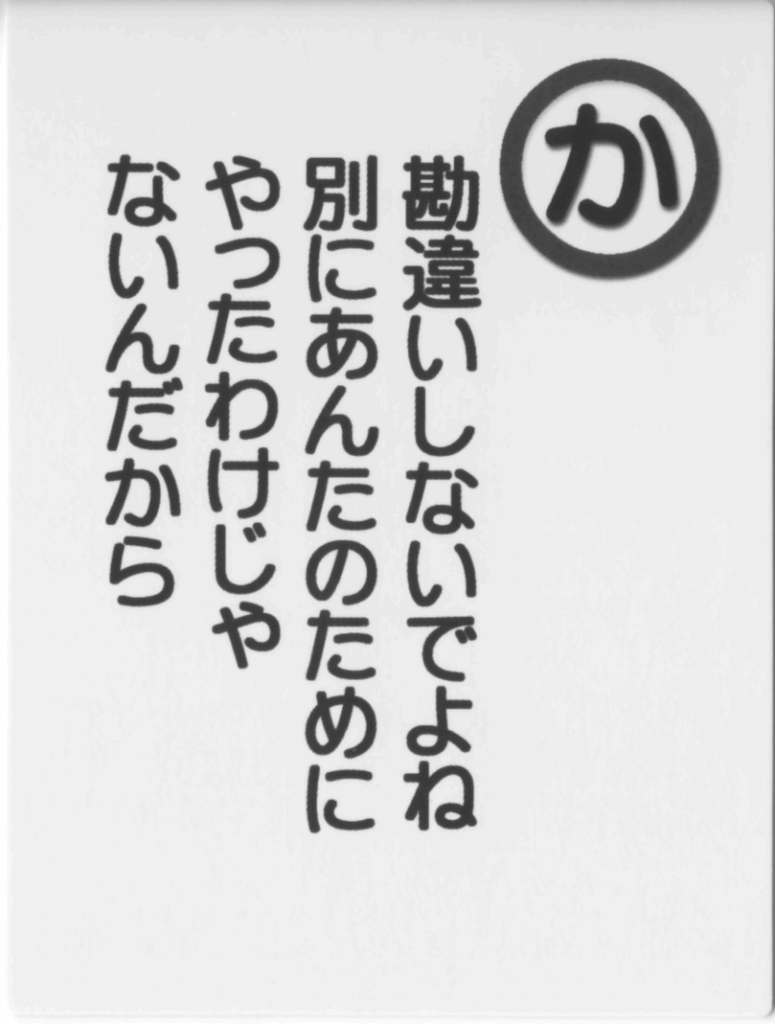 か
勘違いしないでよね
別にあんたのために
やったわけじゃ
ないんだから